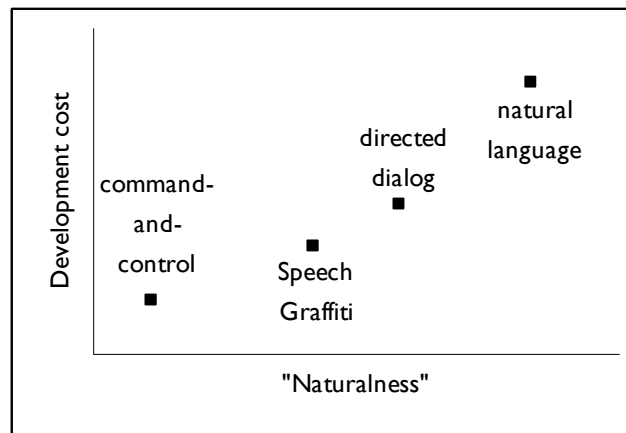 Development cost
natural
language
directed
dialog
command-
and-
control
Speech
Graffiti
"Naturalness"